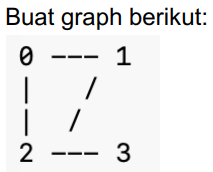 Buat graph berikut:
0 --- 1
|    /
|   /
2 --- 3